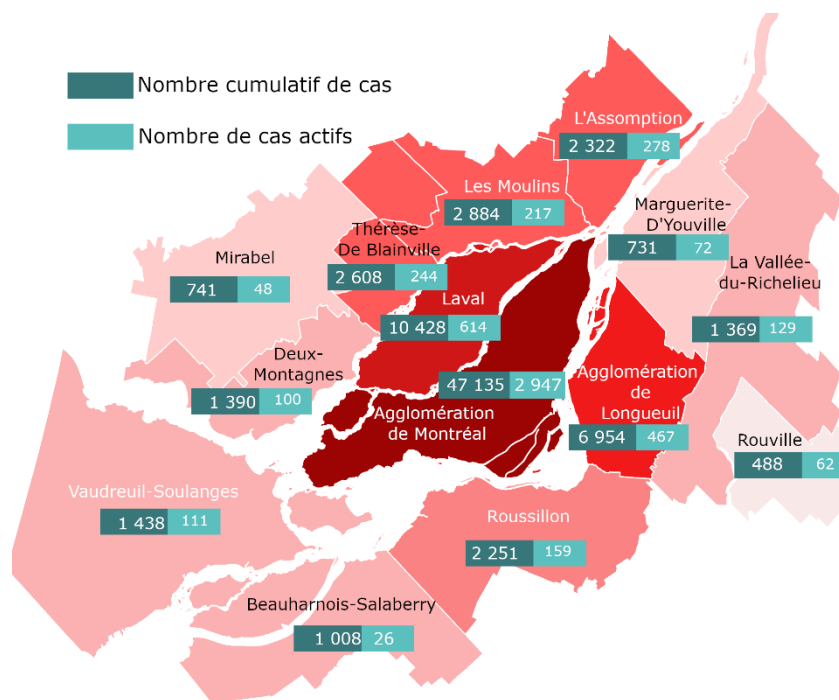 Nombre cumulatif de cas
Nombre de cas actifs
L'Assomption
2 322 278
Les Moulins
2 884 217
Marguerite-
D'Youville
731 72
Thérèse-
De Blainville
2 608 244
Mirabel
741 48
La Vallée-
du-Richelieu
1 369 129
Laval
10 428 614
Deux-
Montagnes
1 390 100
47 135 2 947
Agglomération
de Montréal
Agglomération
de
Longueuil
6 954 467
Rouville
488 62
Vaudreuil-Soulanges
1 438 111
Roussillon
2 251 159
Beauharnois-Salaberry
1 008 26